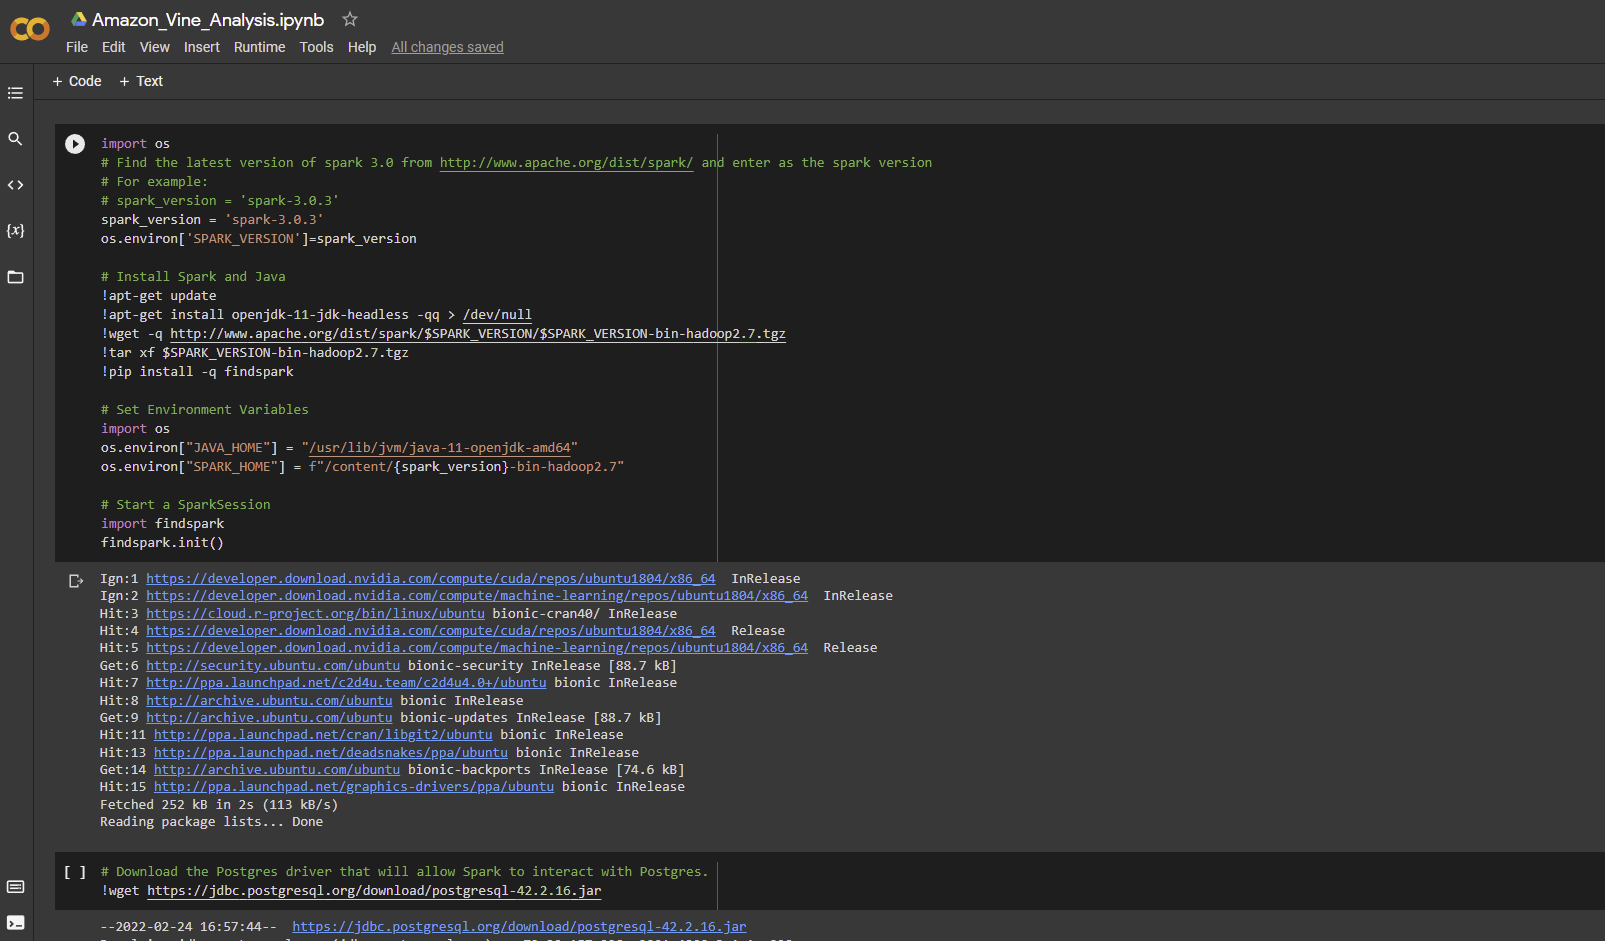 Amazon_Vine_Analysis.ipynb
File Edit View Insert Runtime Tools Help All changes saved
+ Code + Text
import os
# Find the latest version of spark 3.0 from http://www.apache.org/dist/spark/ and enter as the spark version
# For example:
# spark_version = 'spark-3.0.3'
spark_version = 'spark-3.0.3'
os.environ['SPARK_VERSION']=spark_version
# Install Spark and Java
!apt-get update
!apt-get install openjdk-11-jdk-headless -qq > /dev/null
!wget -q http://www.apache.org/dist/spark/$SPARK_VERSION/$SPARK_VERSION-bin-hadoop2.7.tgz
!tar xf $SPARK_VERSION-bin-hadoop2.7.tgz
!pip install -q findspark
# Set Environment Variables
import os
os.environ["JAVA_HOME"] = "/usr/lib/jvm/java-11-openjdk-amd64"
os.environ["SPARK_HOME"] = f"/content/{spark_version}-bin-hadoop2.7"
# Start a SparkSession
import findspark
findspark.init()
Ign:1 https://developer.download.nvidia.com/compute/cuda/repos/ubuntu1804/x86_64 InRelease
Ign:2 https://developer.download.nvidia.com/compute/machine-learning/repos/ubuntu1804/x86_64 InRelease
Hit:3 https://cloud.r-project.org/bin/linux/ubuntu bionic-cran40/ InRelease
Hit:4 https://developer.download.nvidia.com/compute/cuda/repos/ubuntu1804/x86_64 Release
Hit:5 https://developer.download.nvidia.com/compute/machine-learning/repos/ubuntu1804/x86_64 Release
Get:6 http://security.ubuntu.com/ubuntu bionic-security InRelease [88.7 kB]
Hit:7 http://ppa.launchpad.net/c2d4u.team/c2d4u4.0+/ubuntu bionic InRelease
Hit:8 http://archive.ubuntu.com/ubuntu bionic InRelease
Get:9 http://archive.ubuntu.com/ubuntu bionic-updates InRelease [88.7 kB]
Hit:11 http://ppa.launchpad.net/cran/libgit2/ubuntu bionic InRelease
Hit:13 http://ppa.launchpad.net/deadsnakes/ppa/ubuntu bionic InRelease
Get:14 http://archive.ubuntu.com/ubuntu bionic-backports InRelease [74.6 kB]
Hit:15 http://ppa.launchpad.net/graphics-drivers/ppa/ubuntu bionic InRelease
Fetched 252 kB in 2s (113 kB/s)
Reading package lists... Done
[ ] # Download the Postgres driver that will allow Spark to interact with Postgres.
!wget https://jdbc.postgresql.org/download/postgresql-42.2.16.jar
--2022-02-24 16:57:44-- https://jdbc.postgresql.org/download/postgresql-42.2.16.jar